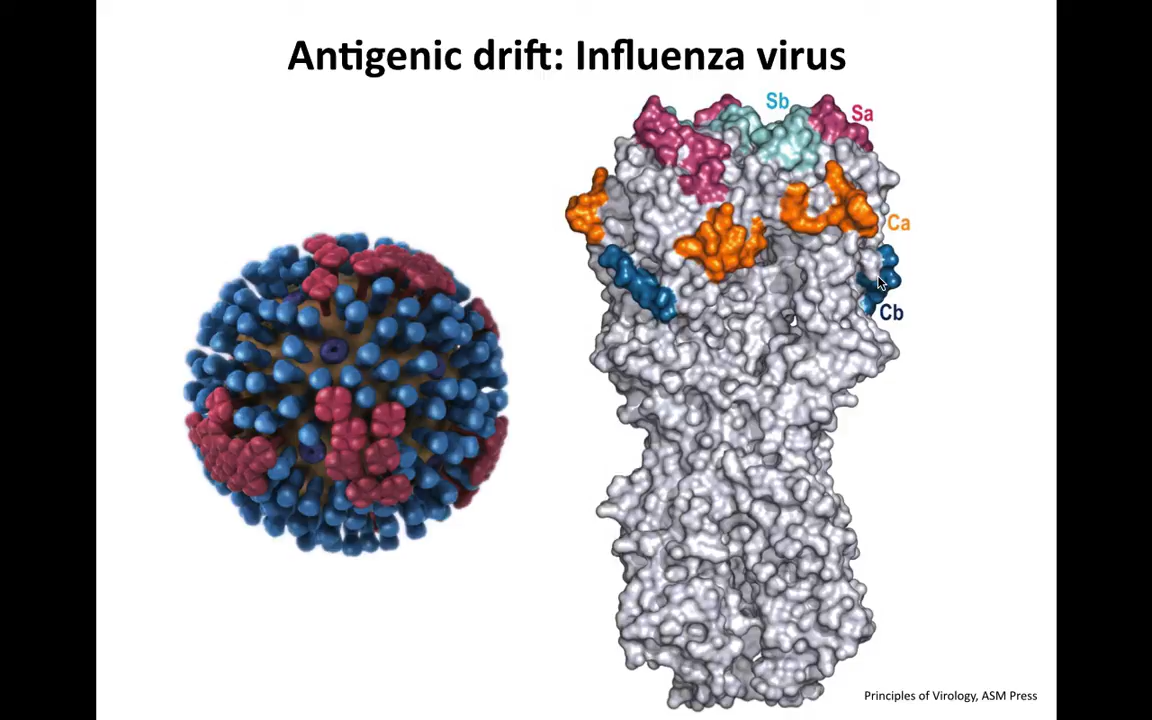 Antigenic drift: Influenza virus
Sb
Sa
Ca
Cb
Principles of Virology, ASM Press